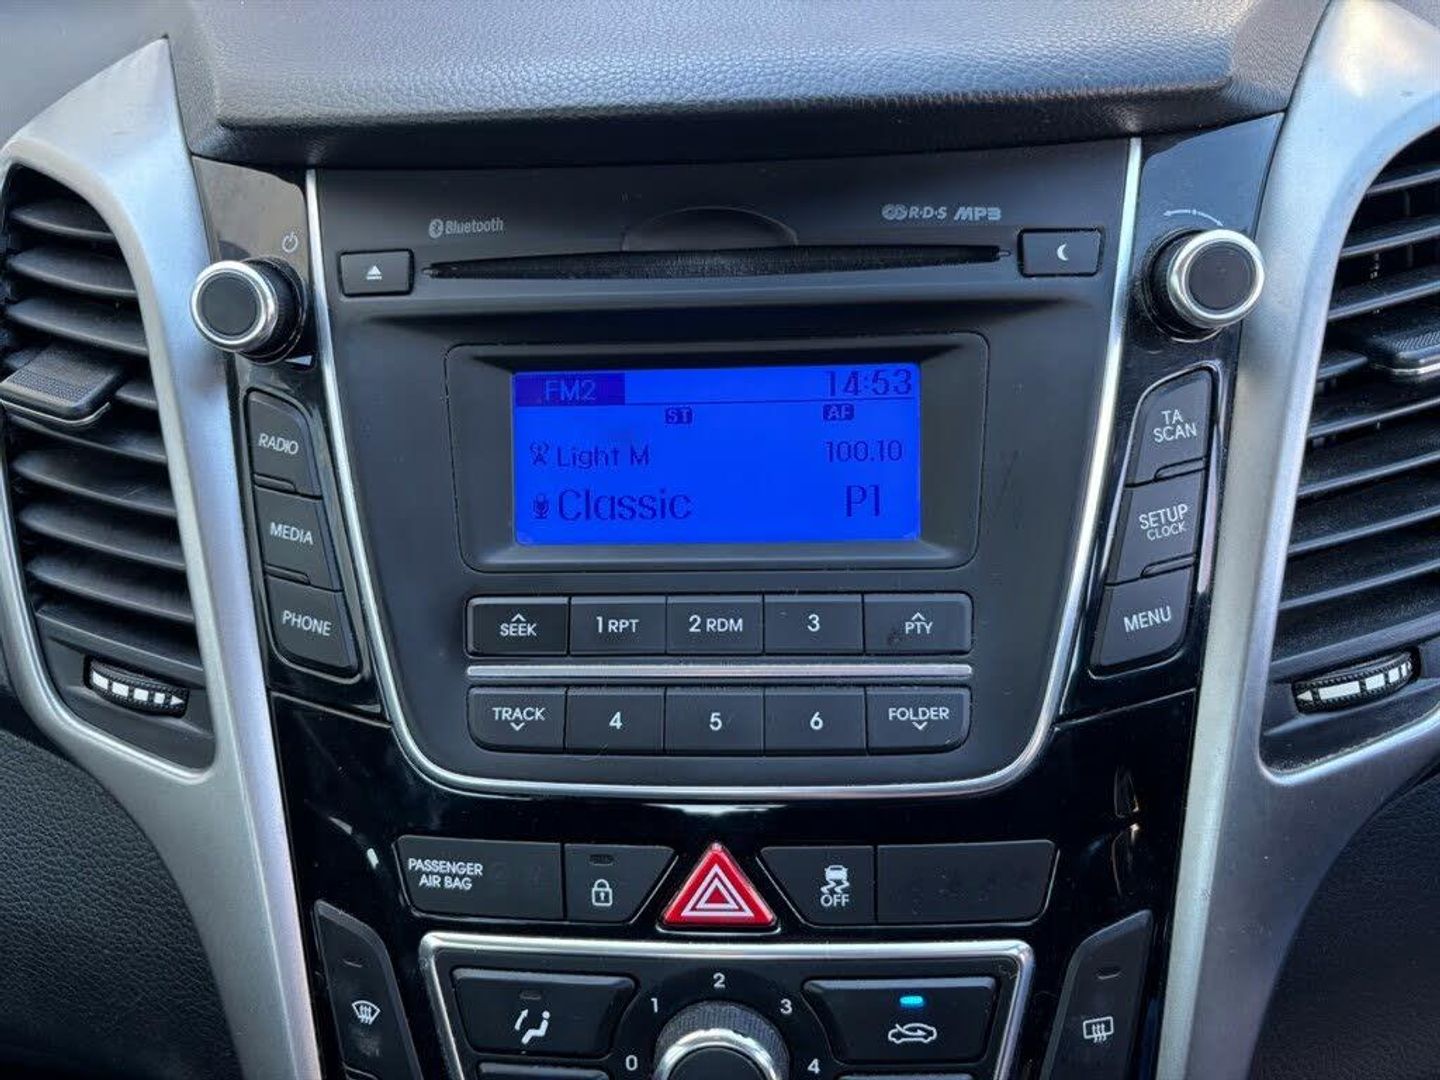 Bluetooth
R·D·S MP3
FM2 14:53
ST AF
Light M 100.10
Classic P1
RADIO
MEDIA
PHONE
TA
SCAN
SETUP
CLOCK
MENU
SEEK 1 RPT 2 RDM 3 PTY
TRACK 4 5 6 FOLDER
PASSENGER
AIR BAG
OFF
0 1 2 3 4